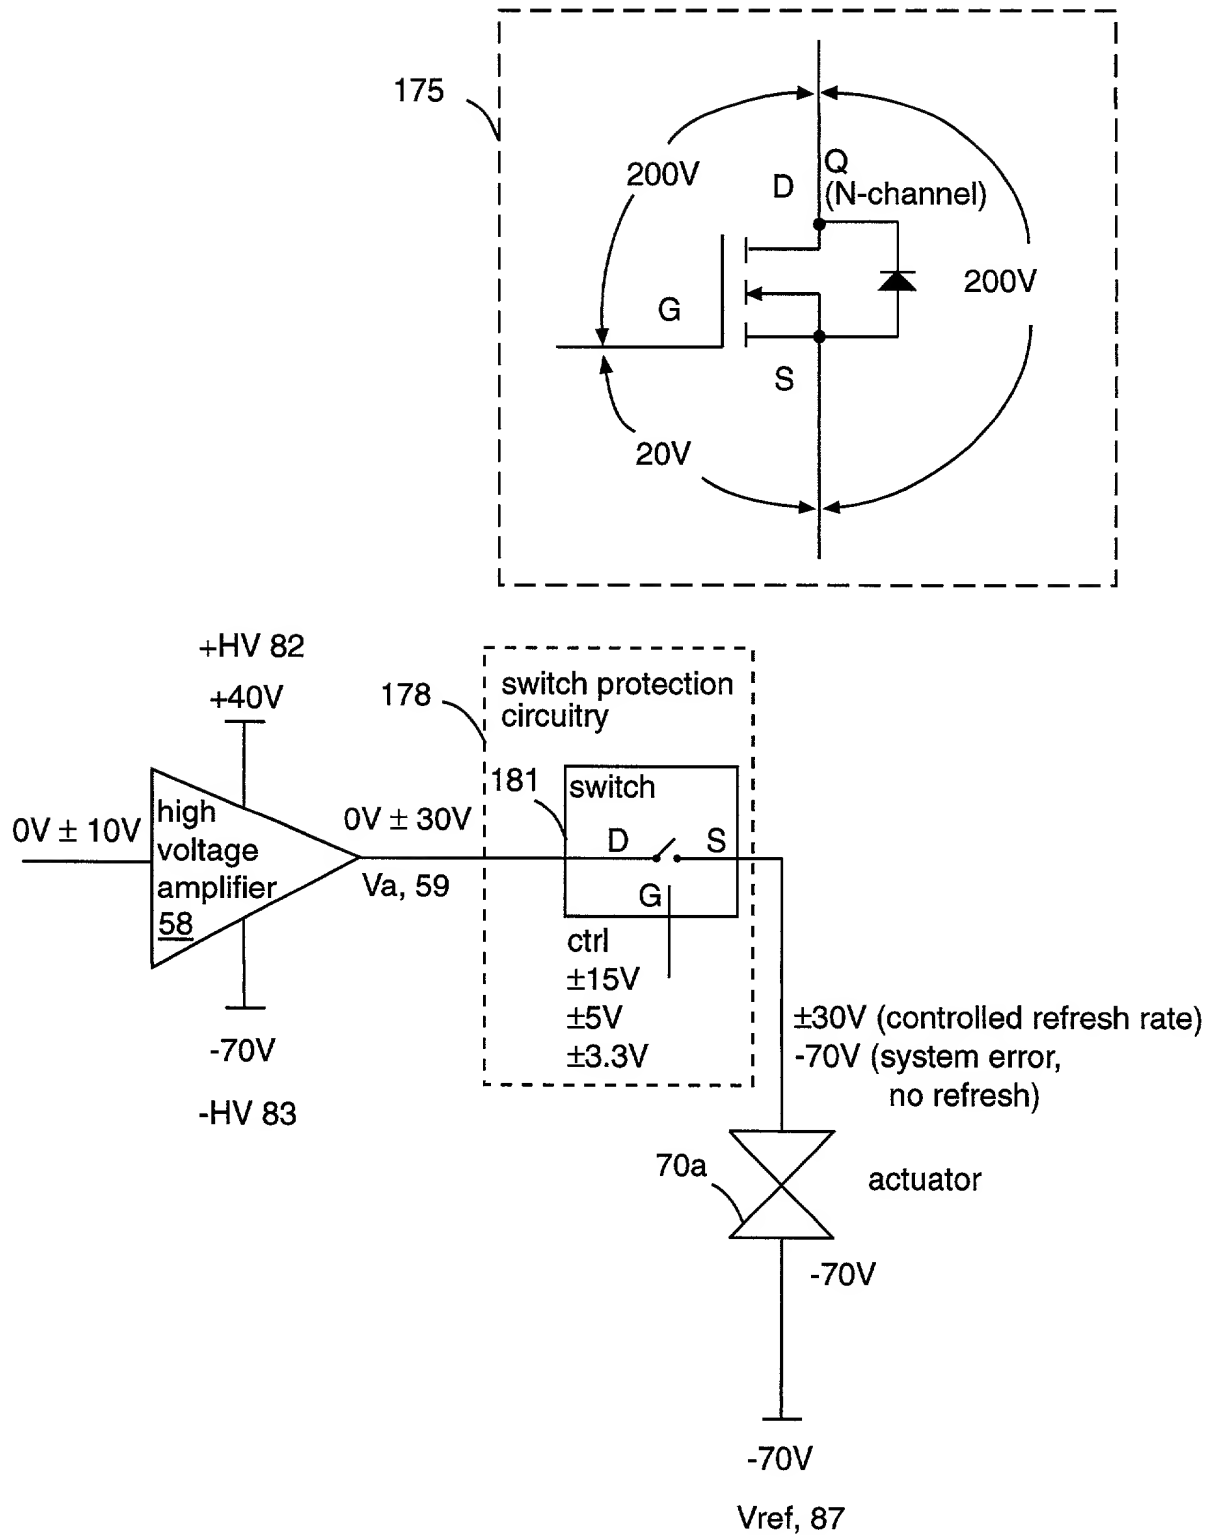 175
200V
D
Q
(N-channel)
G
200V
S
20V
+HV 82
+40V
178
switch protection
circuitry
181
switch
0V ± 10V
high
voltage
amplifier
58
0V ± 30V
Va, 59
D
S
G
ctrl
±15V
±5V
±3.3V
-70V
-HV 83
±30V (controlled refresh rate)
-70V (system error,
no refresh)
70a
actuator
-70V
-70V
Vref, 87